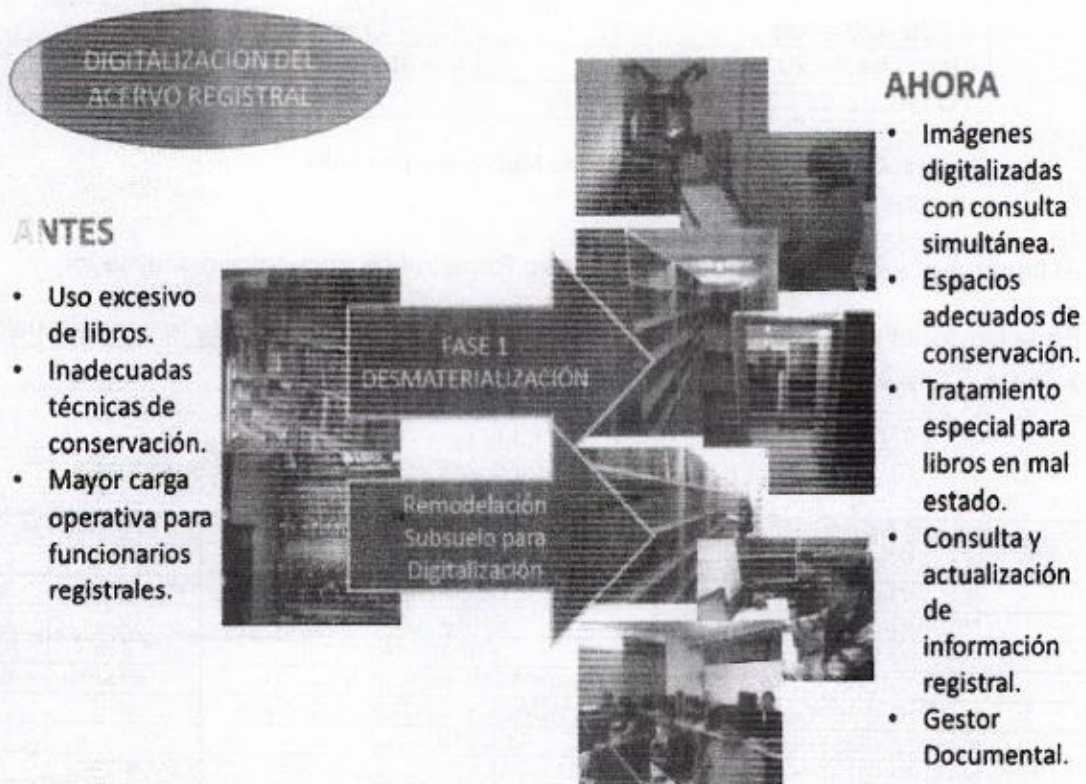 DIGITALIZACIÓN DEL
ACERVO REGISTRAL
ANTES
• Uso excesivo
de libros.
• Inadecuadas
técnicas de
conservación.
• Mayor carga
operativa para
funcionarios
registrales.
FASE 1
DESMATERIALIZACIÓN
Remodelación
Subsuelo para
Digitalización
AHORA
• Imágenes
digitalizadas
con consulta
simultánea.
• Espacios
adecuados de
conservación.
• Tratamiento
especial para
libros en mal
estado.
• Consulta y
actualización
de
información
registral.
• Gestor
Documental.